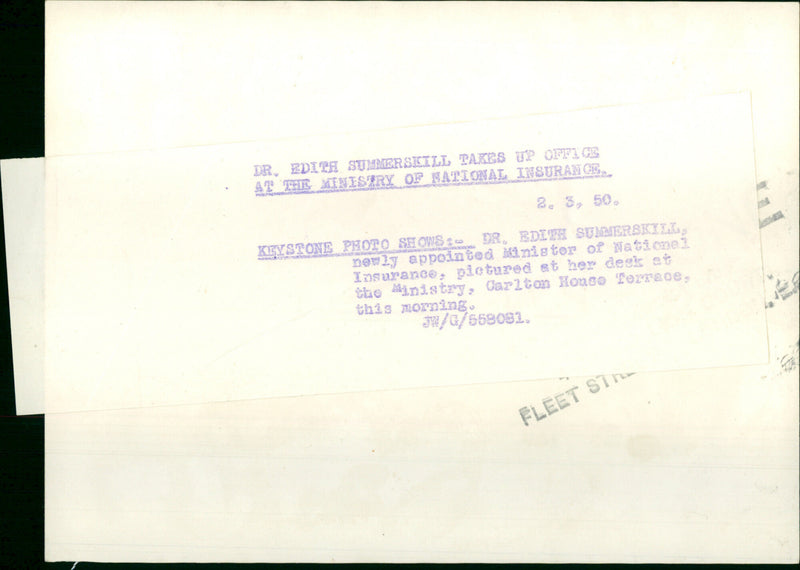 DR. EDITH SUMMERSKILL TAKES UP OFFICE
AT THE MINISTRY OF NATIONAL INSURANCE.
2. 3, 50.
KEYSTONE PHOTO SHOWS:- DR. EDITH SUMMERSKILL,
newly appointed Minister of National
Insurance, pictured at her desk at
the Ministry, Carlton House Terrace,
this morning.
JW/G/558081.
FLEET